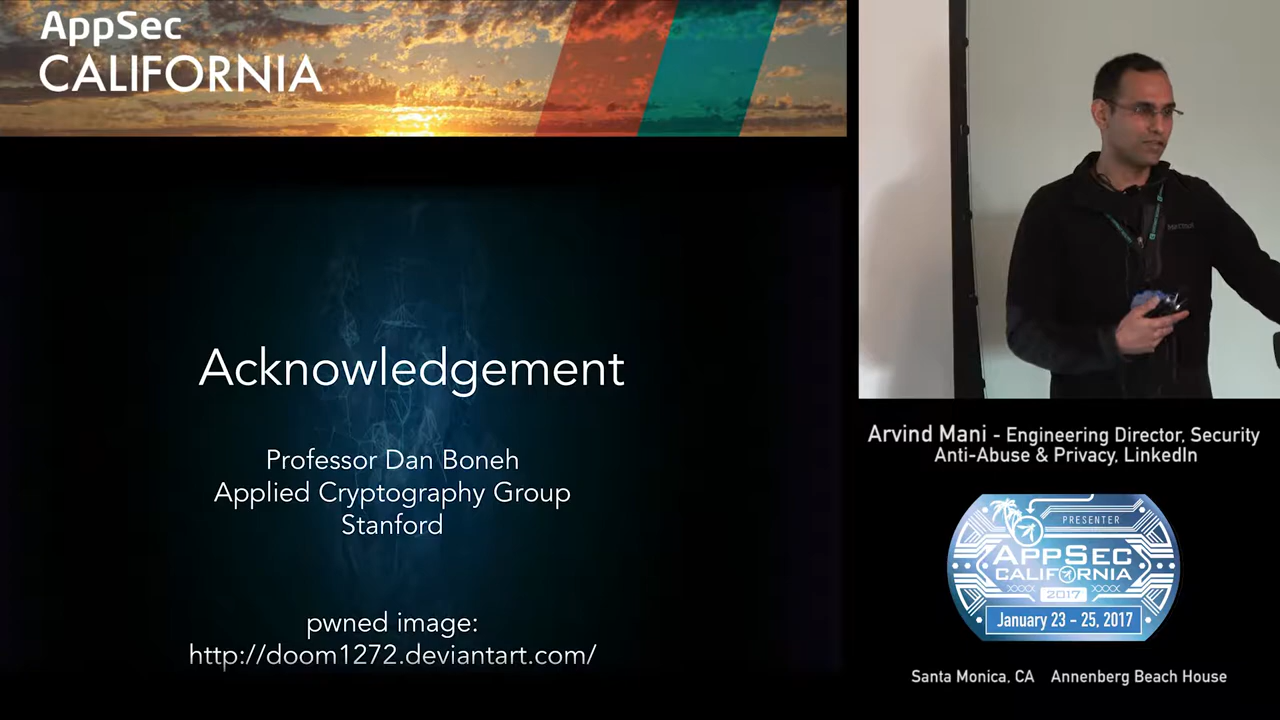 AppSec
CALIFORNIA
Acknowledgement
Professor Dan Boneh
Applied Cryptography Group
Stanford
pwned image:
http://doom1272.deviantart.com/
Arvind Mani - Engineering Director, Security
Anti-Abuse & Privacy, LinkedIn
PRESENTER
APPSEC
CALIFORNIA
2017
January 23 - 25, 2017
Santa Monica, CA Annenberg Beach House